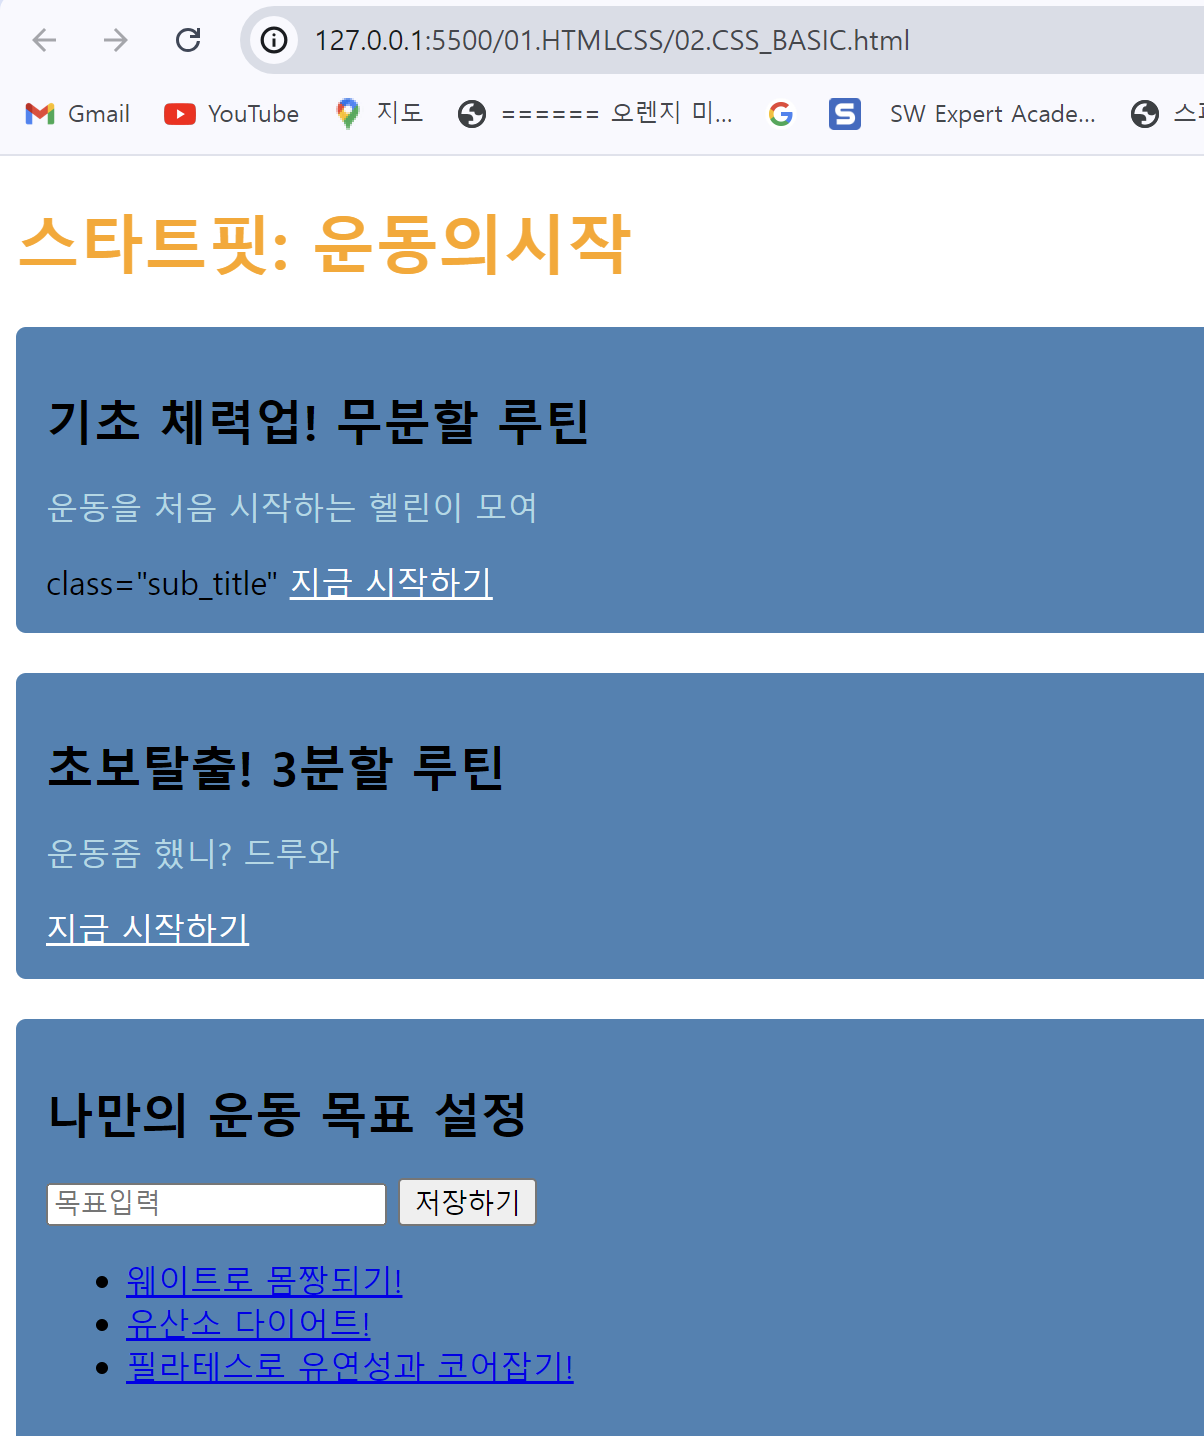 127.0.0.1:5500/01.HTMLCSS/02.CSS_BASIC.html
Gmail YouTube 지도 ====== 오렌지 미... SW Expert Acade...
스타트핏: 운동의시작
기초 체력업! 무분할 루틴
운동을 처음 시작하는 헬린이 모여
class="sub_title" 지금 시작하기
초보탈출! 3분할 루틴
운동좀 했니? 드루와
지금 시작하기
나만의 운동 목표 설정
목표입력 저장하기
웨이트로 몸짱되기!
유산소 다이어트!
필라테스로 유연성과 코어잡기!